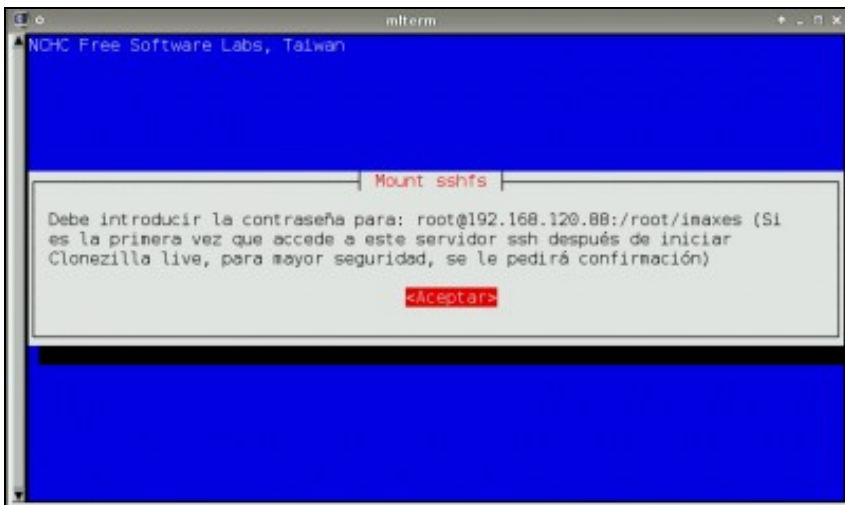 mlterm
NCHC Free Software Labs, Taiwan
Mount sshfs
Debe introducir la contraseña para: root@192.168.120.88:/root/imaxes (Si
es la primera vez que accede a este servidor ssh después de iniciar
Clonezilla live, para mayor seguridad, se le pedirá confirmación)
<Aceptar>